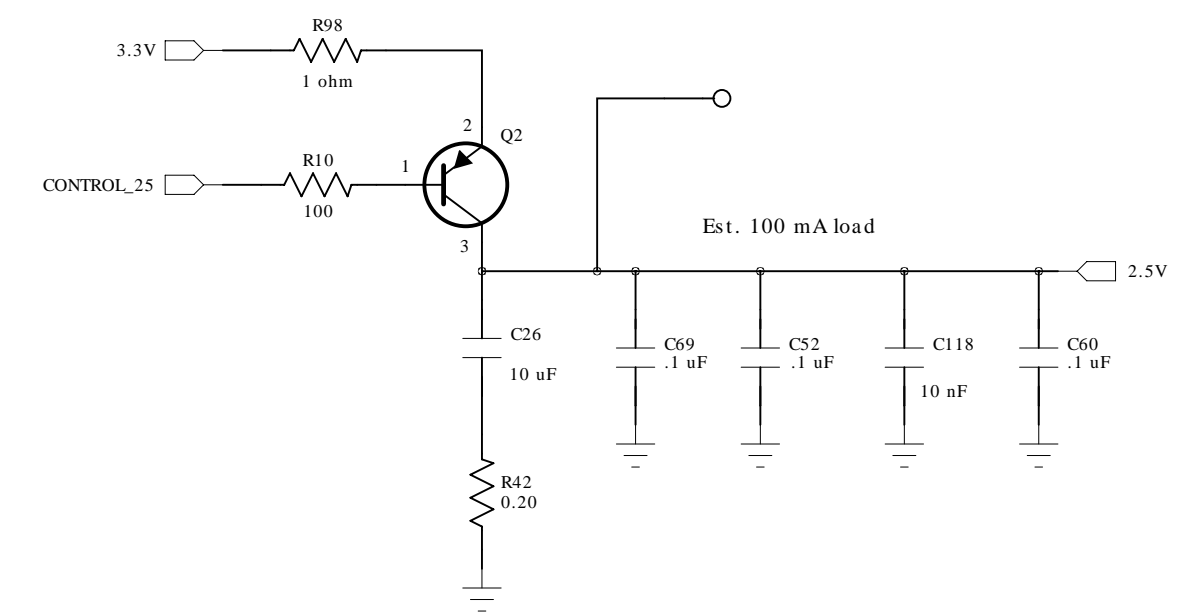 R98
3.3V
1 ohm
2
Q2
R10
1
CONTROL_25
100
Est. 100 mA load
3
2.5V
C26
10 uF
C69
.1 uF
C52
.1 uF
C118
10 nF
C60
.1 uF
R42
0.20